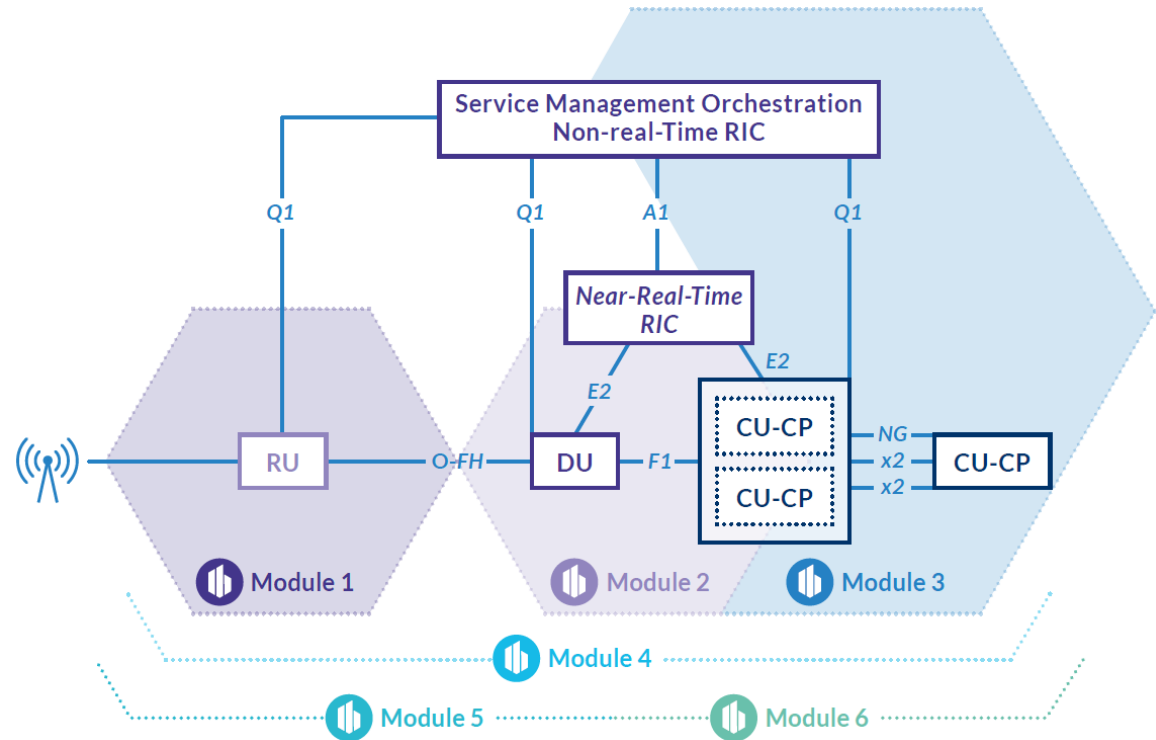 Service Management Orchestration
Non-real-Time RIC
Q1
Q1
A1
Q1
Near-Real-Time
RIC
E2
E2
CU-CP
CU-CP
RU
O-FH
DU
F1
NG
x2
x2
CU-CP
Module 1
Module 2
Module 3
Module 4
Module 5
Module 6